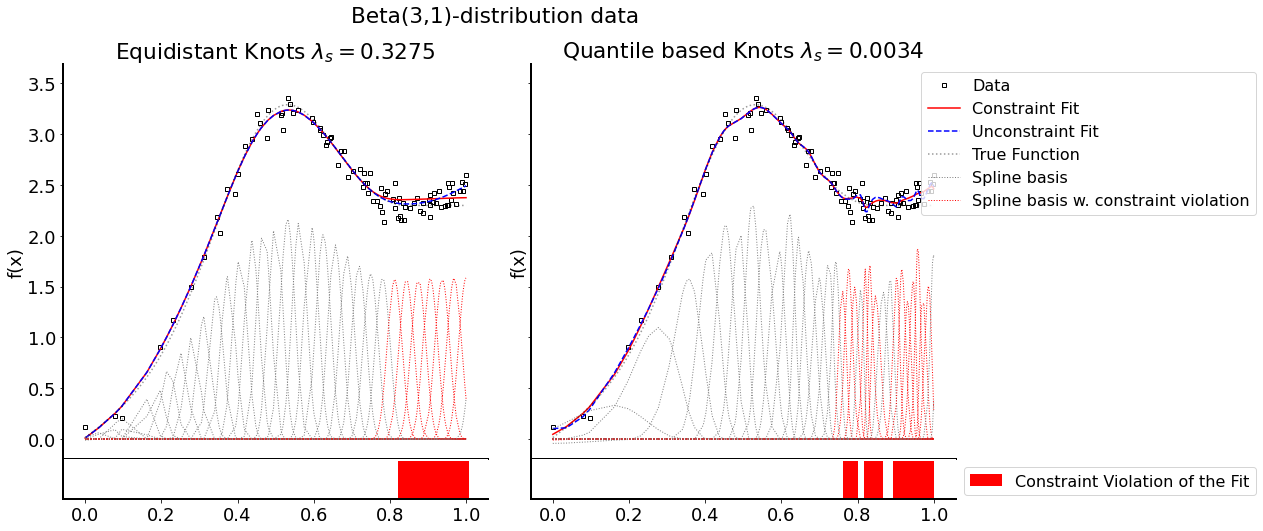 Beta(3,1)-distribution data
Equidistant Knots λₛ = 0.3275
Quantile based Knots λₛ = 0.0034
f(x)
3.5
3.0
2.5
2.0
1.5
1.0
0.5
0.0
0.0 0.2 0.4 0.6 0.8 1.0
f(x)
0.0 0.2 0.4 0.6 0.8 1.0
Data
Constraint Fit
Unconstraint Fit
True Function
Spline basis
Spline basis w. constraint violation
Constraint Violation of the Fit